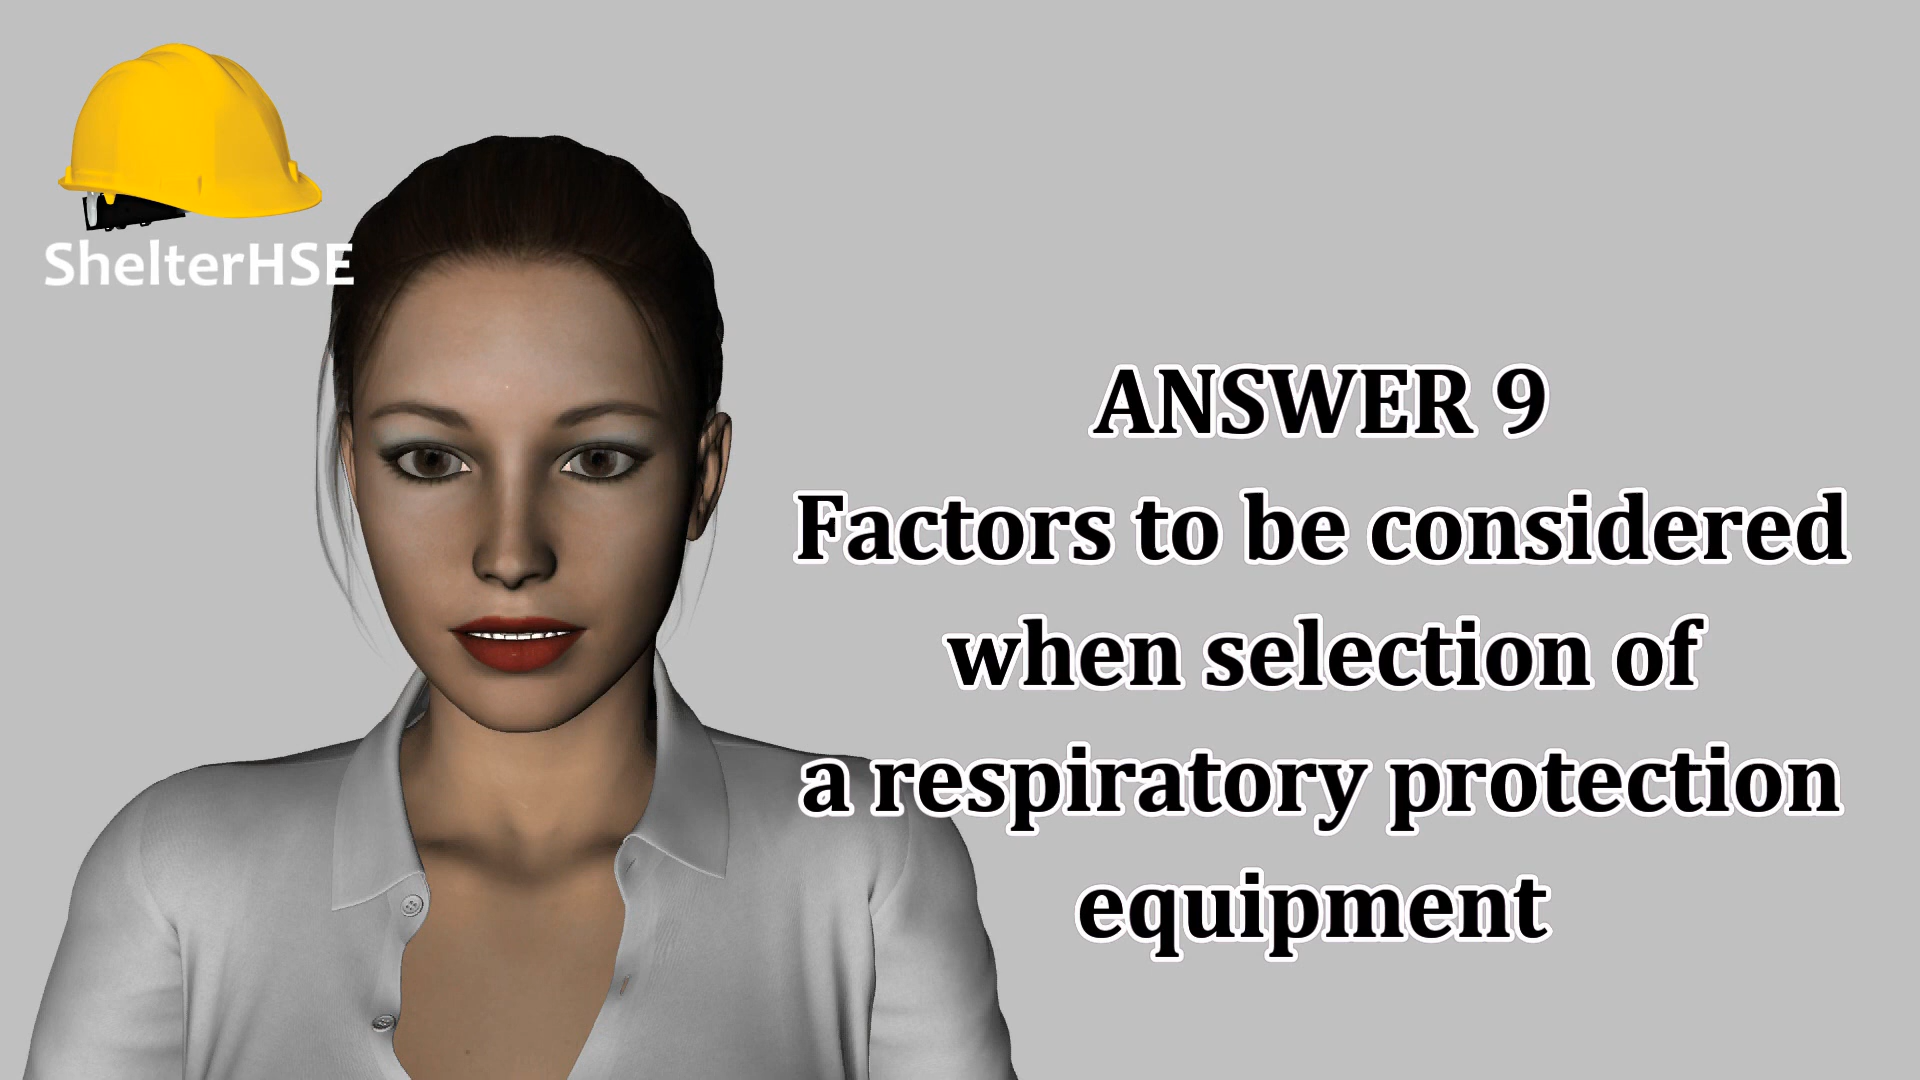 ShelterHSE
ANSWER 9
Factors to be considered
when selection of
a respiratory protection
equipment